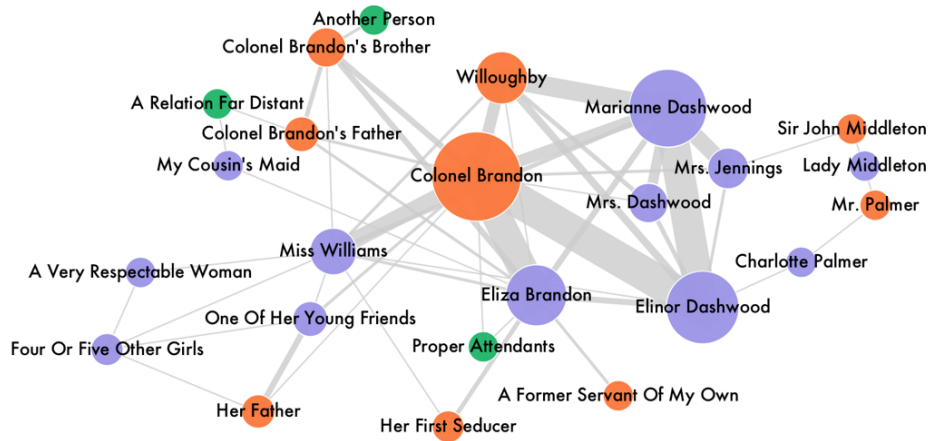 Another Person
Colonel Brandon's Brother
Willoughby
A Relation Far Distant
Marianne Dashwood
Colonel Brandon's Father
Sir John Middleton
My Cousin's Maid
Colonel Brandon
Mrs. Jennings
Lady Middleton
Mrs. Dashwood
Mr. Palmer
Miss Williams
A Very Respectable Woman
Charlotte Palmer
Eliza Brandon
Elinor Dashwood
One Of Her Young Friends
Four Or Five Other Girls
Proper Attendants
A Former Servant Of My Own
Her Father
Her First Seducer